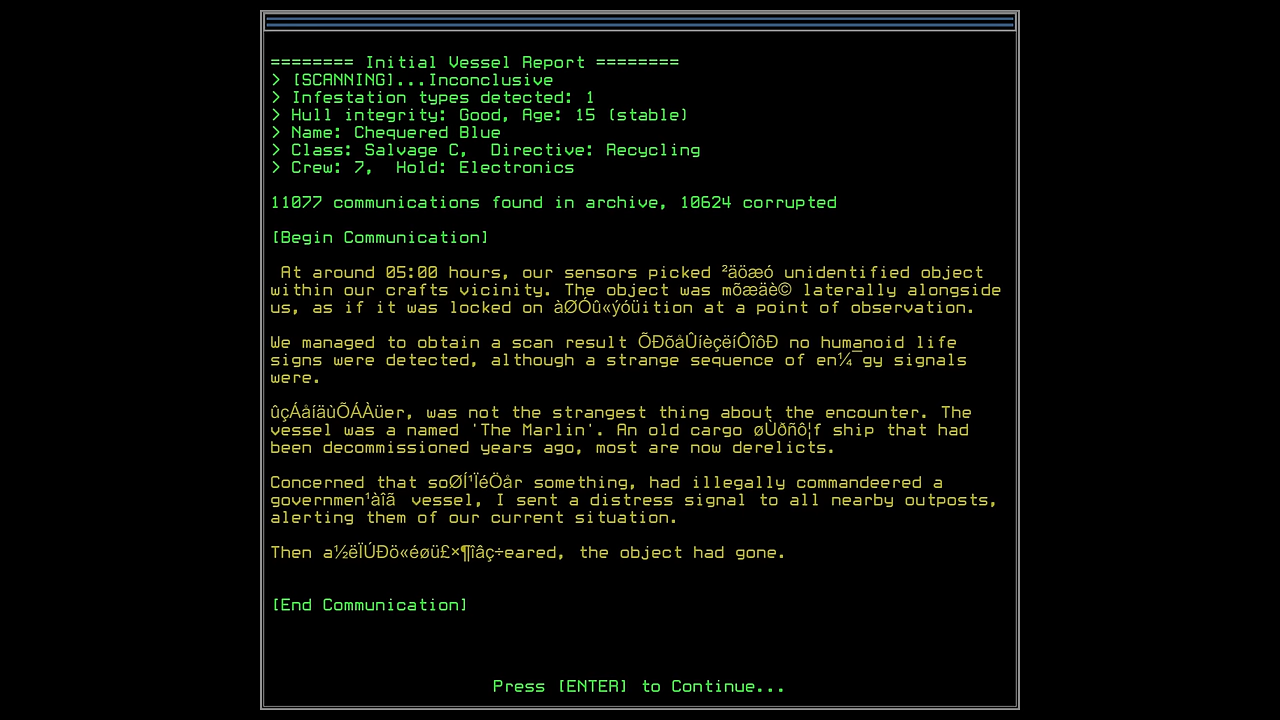 ======== Initial Vessel Report ========
> [SCANNING]...Inconclusive
> Infestation types detected: 1
> Hull integrity: Good, Age: 15 (stable)
> Name: Chequered Blue
> Class: Salvage C,  Directive: Recycling
> Crew: 7,  Hold: Electronics
11077 communications found in archive, 10624 corrupted
[Begin Communication]
At around 05:00 hours, our sensors picked ²äöæó unidentified object
within our crafts vicinity. The object was mõæäè© laterally alongside
us, as if it was locked on àØÓû«ýóüition at a point of observation.
We managed to obtain a scan result ÕÐõåÛíèçëíÔîôÐ no humanoid life
signs were detected, although a strange sequence of en¼¯gy signals
were.
ûçÁåíäùÕÁÀüer, was not the strangest thing about the encounter. The
vessel was a named 'The Marlin'. An old cargo øÙðñô¦f ship that had
been decommissioned years ago, most are now derelicts.
Concerned that soØÍ¹ÏéÖår something, had illegally commandeered a
governmen¹àîã  vessel, I sent a distress signal to all nearby outposts,
alerting them of our current situation.
Then a½ëÏÚÐö«éøü£×¶îâç÷eared, the object had gone.
[End Communication]
Press [ENTER] to Continue...